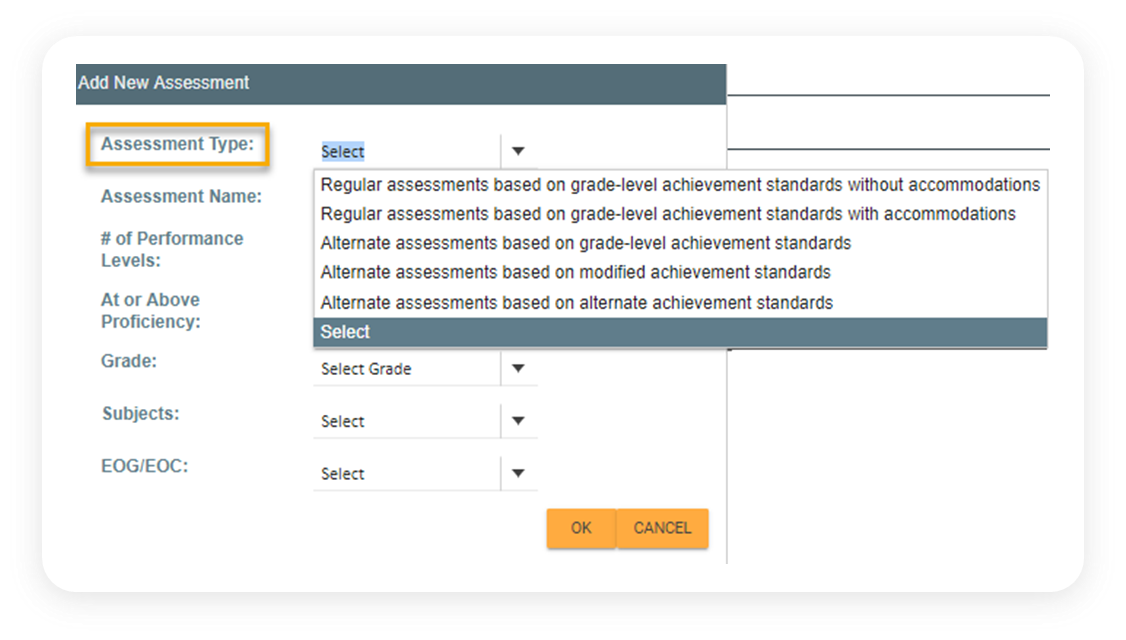 Add New Assessment
Assessment Type:
Select
Regular assessments based on grade-level achievement standards without accommodations
Regular assessments based on grade-level achievement standards with accommodations
Alternate assessments based on grade-level achievement standards
Alternate assessments based on modified achievement standards
Alternate assessments based on alternate achievement standards
Select
Assessment Name:
# of Performance
Levels:
At or Above
Proficiency:
Grade:
Select Grade
Subjects:
Select
EOG/EOC:
Select
OK
CANCEL